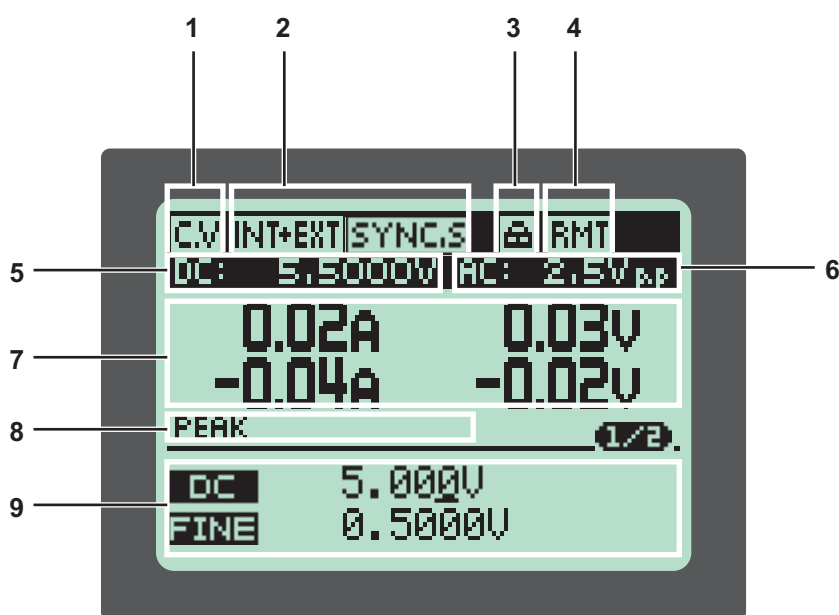 1 2 3 4
C.V INT+EXT SYNC.S RMT
5 DC: 5.5000V AC: 2.5Vpp 6
7 0.02A 0.03V
-0.04A -0.02V
8 PEAK 1/2
9 DC 5.000V
FINE 0.5000V